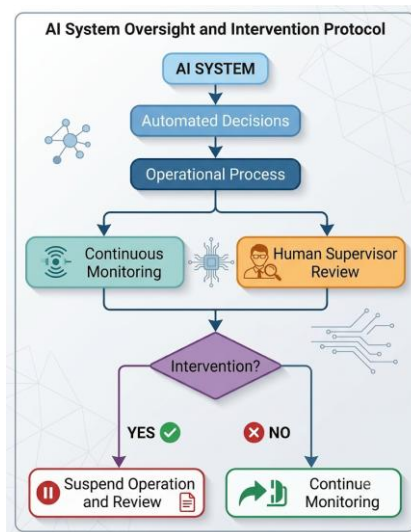 AI System Oversight and Intervention Protocol
AI SYSTEM
Automated Decisions
Operational Process
Continuous
Monitoring
Human Supervisor
Review
Intervention?
YES
NO
Suspend Operation
and Review
Continue
Monitoring